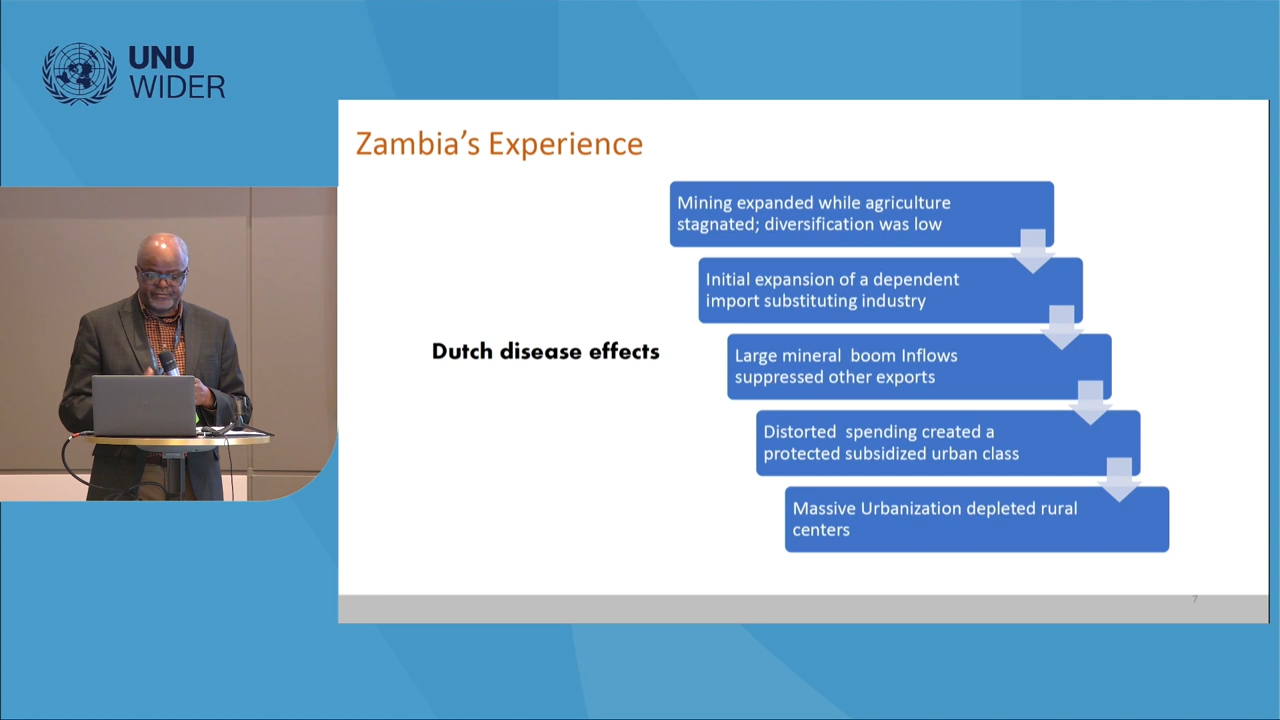 UNU
WIDER
Zambia's Experience
Mining expanded while agriculture
stagnated; diversification was low
Initial expansion of a dependent
import substituting industry
Dutch disease effects
Large mineral boom Inflows
suppressed other exports
Distorted spending created a
protected subsidized urban class
Massive Urbanization depleted rural
centers
7